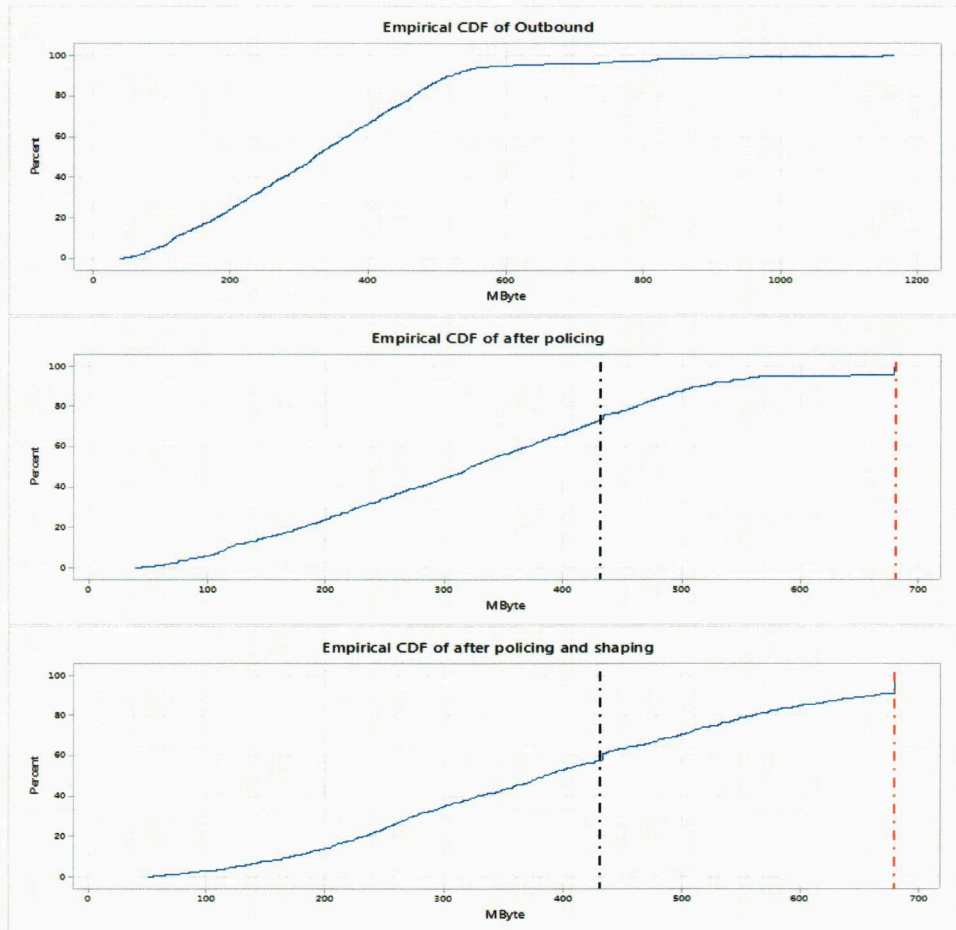 Empirical CDF of Outbound
100
80
60
40
20
0
Percent
0 200 400 600 800 1000 1200
MByte
Empirical CDF of after policing
100
80
60
40
20
0
Percent
0 100 200 300 400 500 600 700
MByte
Empirical CDF of after policing and shaping
100
80
60
40
20
0
Percent
0 100 200 300 400 500 600 700
MByte